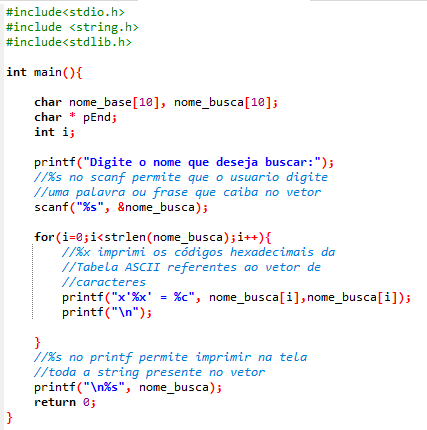 #include<stdio.h>
#include <string.h>
#include<stdlib.h>
int main(){
char nome_base[10], nome_busca[10];
char * pEnd;
int i;
printf("Digite o nome que deseja buscar:");
//%s no scanf permite que o usuario digite
//uma palavra ou frase que caiba no vetor
scanf("%s", &nome_busca);
for(i=0;i<strlen(nome_busca);i++){
//%x imprimi os códigos hexadecimais da
//Tabela ASCII referentes ao vetor de
//caracteres
printf("x'%x' = %c", nome_busca[i],nome_busca[i]);
printf("\n");
}
//%s no printf permite imprimir na tela
//toda a string presente no vetor
printf("\n%s", nome_busca);
return 0;
}